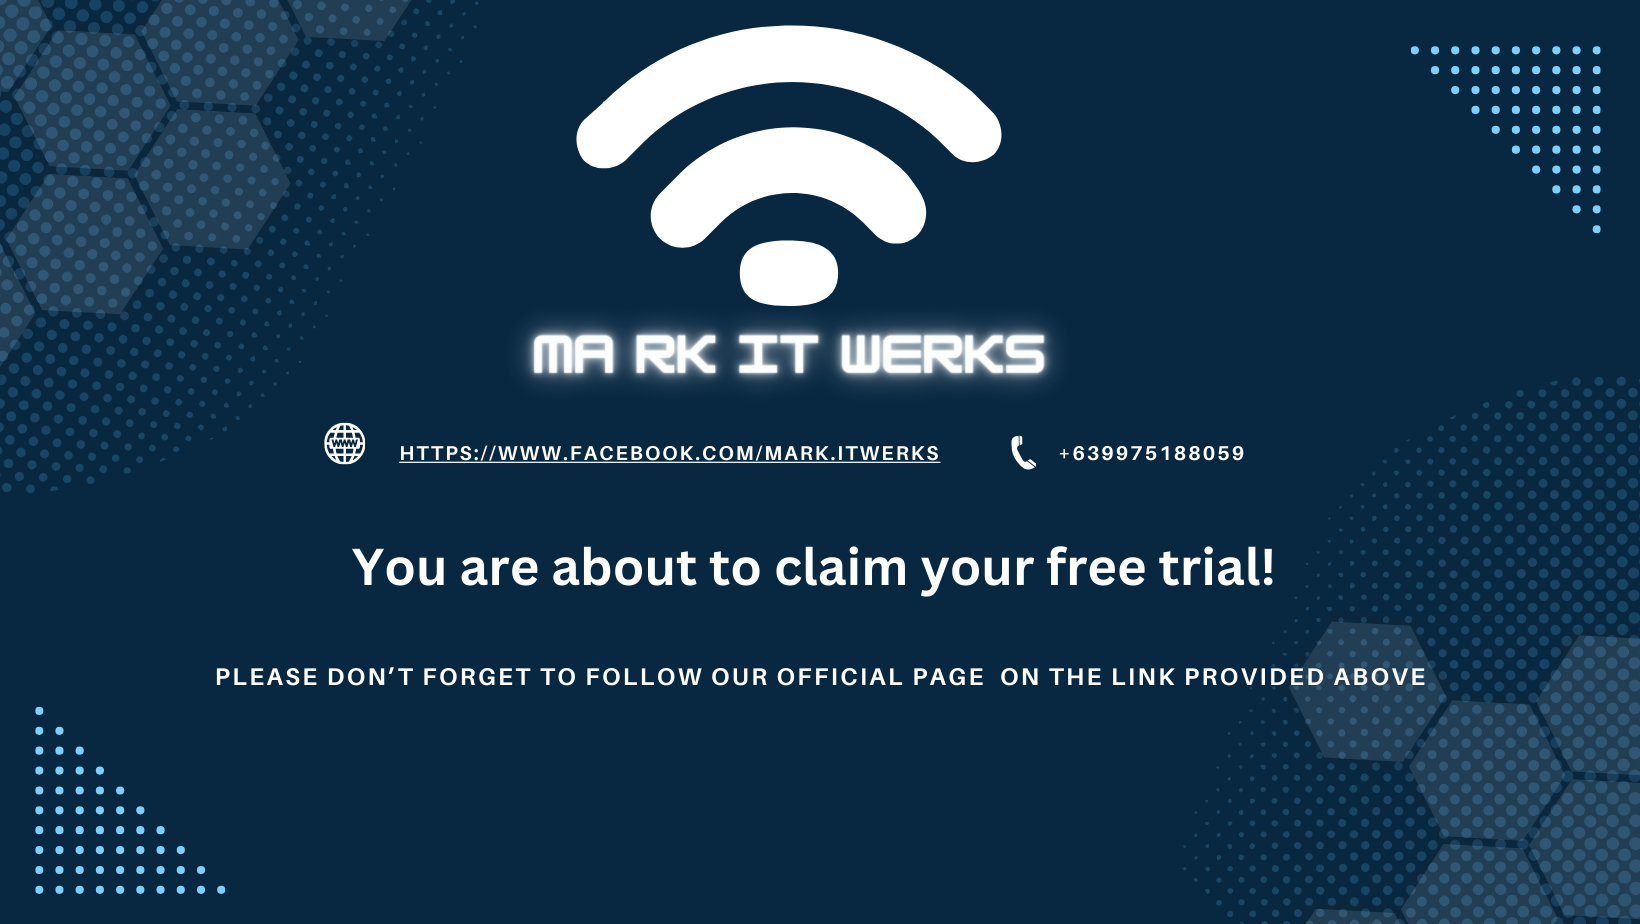 MA RK IT WERKS
WWW
HTTPS://WWW.FACEBOOK.COM/MARK.ITWERKS
+639975188059
You are about to claim your free trial!
PLEASE DON’T FORGET TO FOLLOW OUR OFFICIAL PAGE ON THE LINK PROVIDED ABOVE